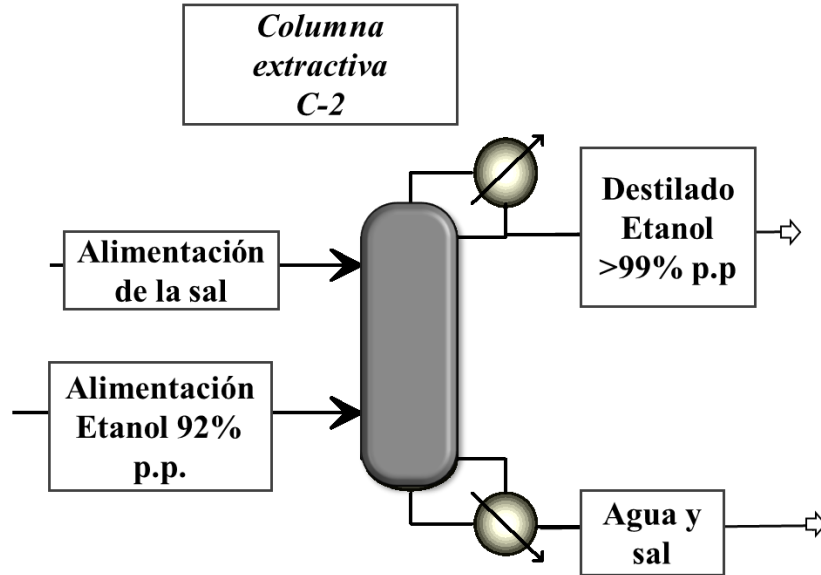 Columna
extractiva
C-2
Destilado
Etanol
>99% p.p
Alimentación
de la sal
Alimentación
Etanol 92%
p.p.
Agua y
sal